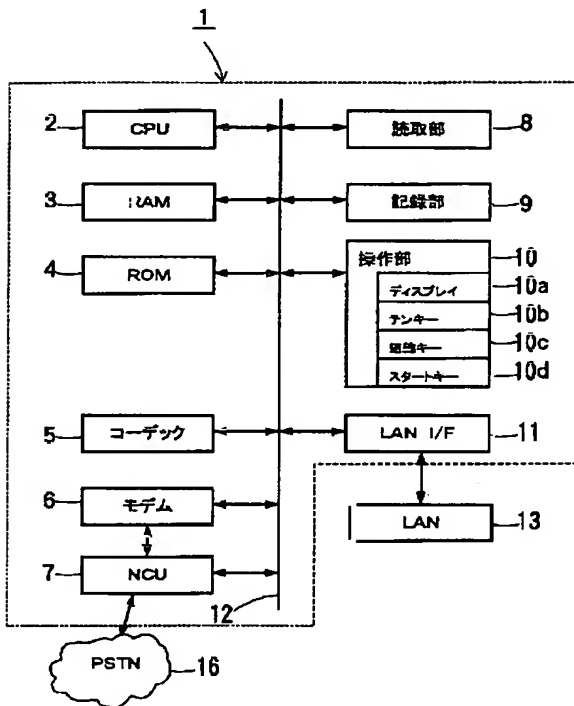 1
2 CPU
読取部 8
3 RAM
記録部 9
4 ROM
操作部 10
ディスプレイ 10a
テンキー 10b
キー 10c
スタートキー 10d
5 コーデック
LAN I/F 11
6 モデム
LAN 13
7 NCU
12
PSTN 16